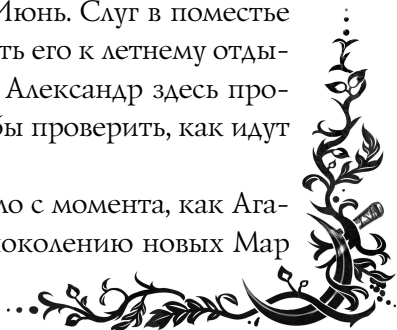 Июнь. Слуг в поместье
ть его к летнему отды-
Александр здесь про-
бы проверить, как идут
ло с момента, как Ага-
поколению новых Мар